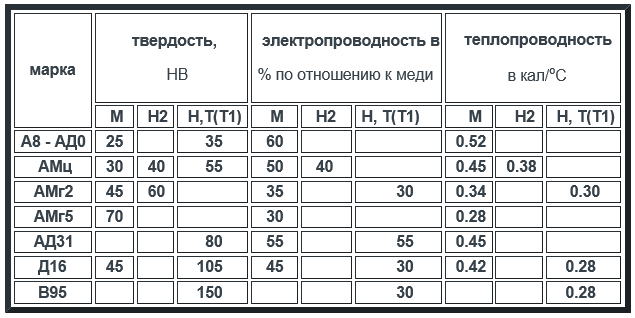 марка твердость, электропроводность в теплопроводность
НВ % по отношению к меди в кал/°С
М Н2 Н,Т(Т1) М Н2 Н, Т(Т1) М Н2 Н, Т(Т1)
А8 - АД0 25 35 60 0.52
АМц 30 40 55 50 40 0.45 0.38
АМг2 45 60 35 30 0.34 0.30
АМг5 70 30 0.28
АД31 80 55 55 0.45
Д16 45 105 45 30 0.42 0.28
В95 150 30 0.28